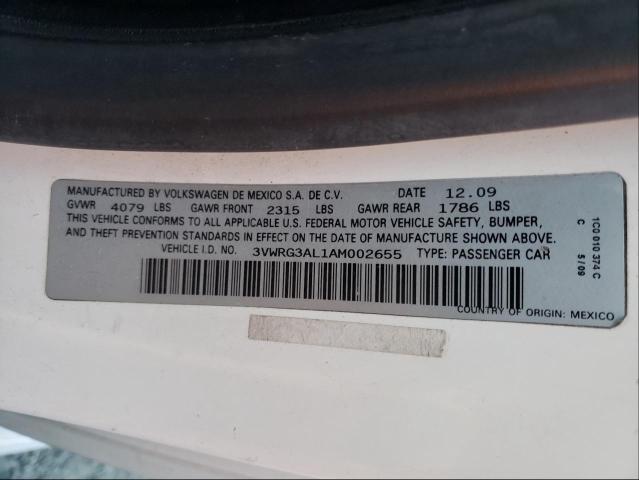 MANUFACTURED BY VOLKSWAGEN DE MEXICO S.A. DE C.V. DATE 12.09
GVWR 4079 LBS GAWR FRONT 2315 LBS GAWR REAR 1786 LBS
THIS VEHICLE CONFORMS TO ALL APPLICABLE U.S. FEDERAL MOTOR VEHICLE SAFETY, BUMPER,
AND THEFT PREVENTION STANDARDS IN EFFECT ON THE DATE OF MANUFACTURE SHOWN ABOVE.
VEHICLE I.D. NO. 3VWRG3AL1AM002655 TYPE: PASSENGER CAR
COUNTRY OF ORIGIN: MEXICO
1C0 010 374 C
C 5/09